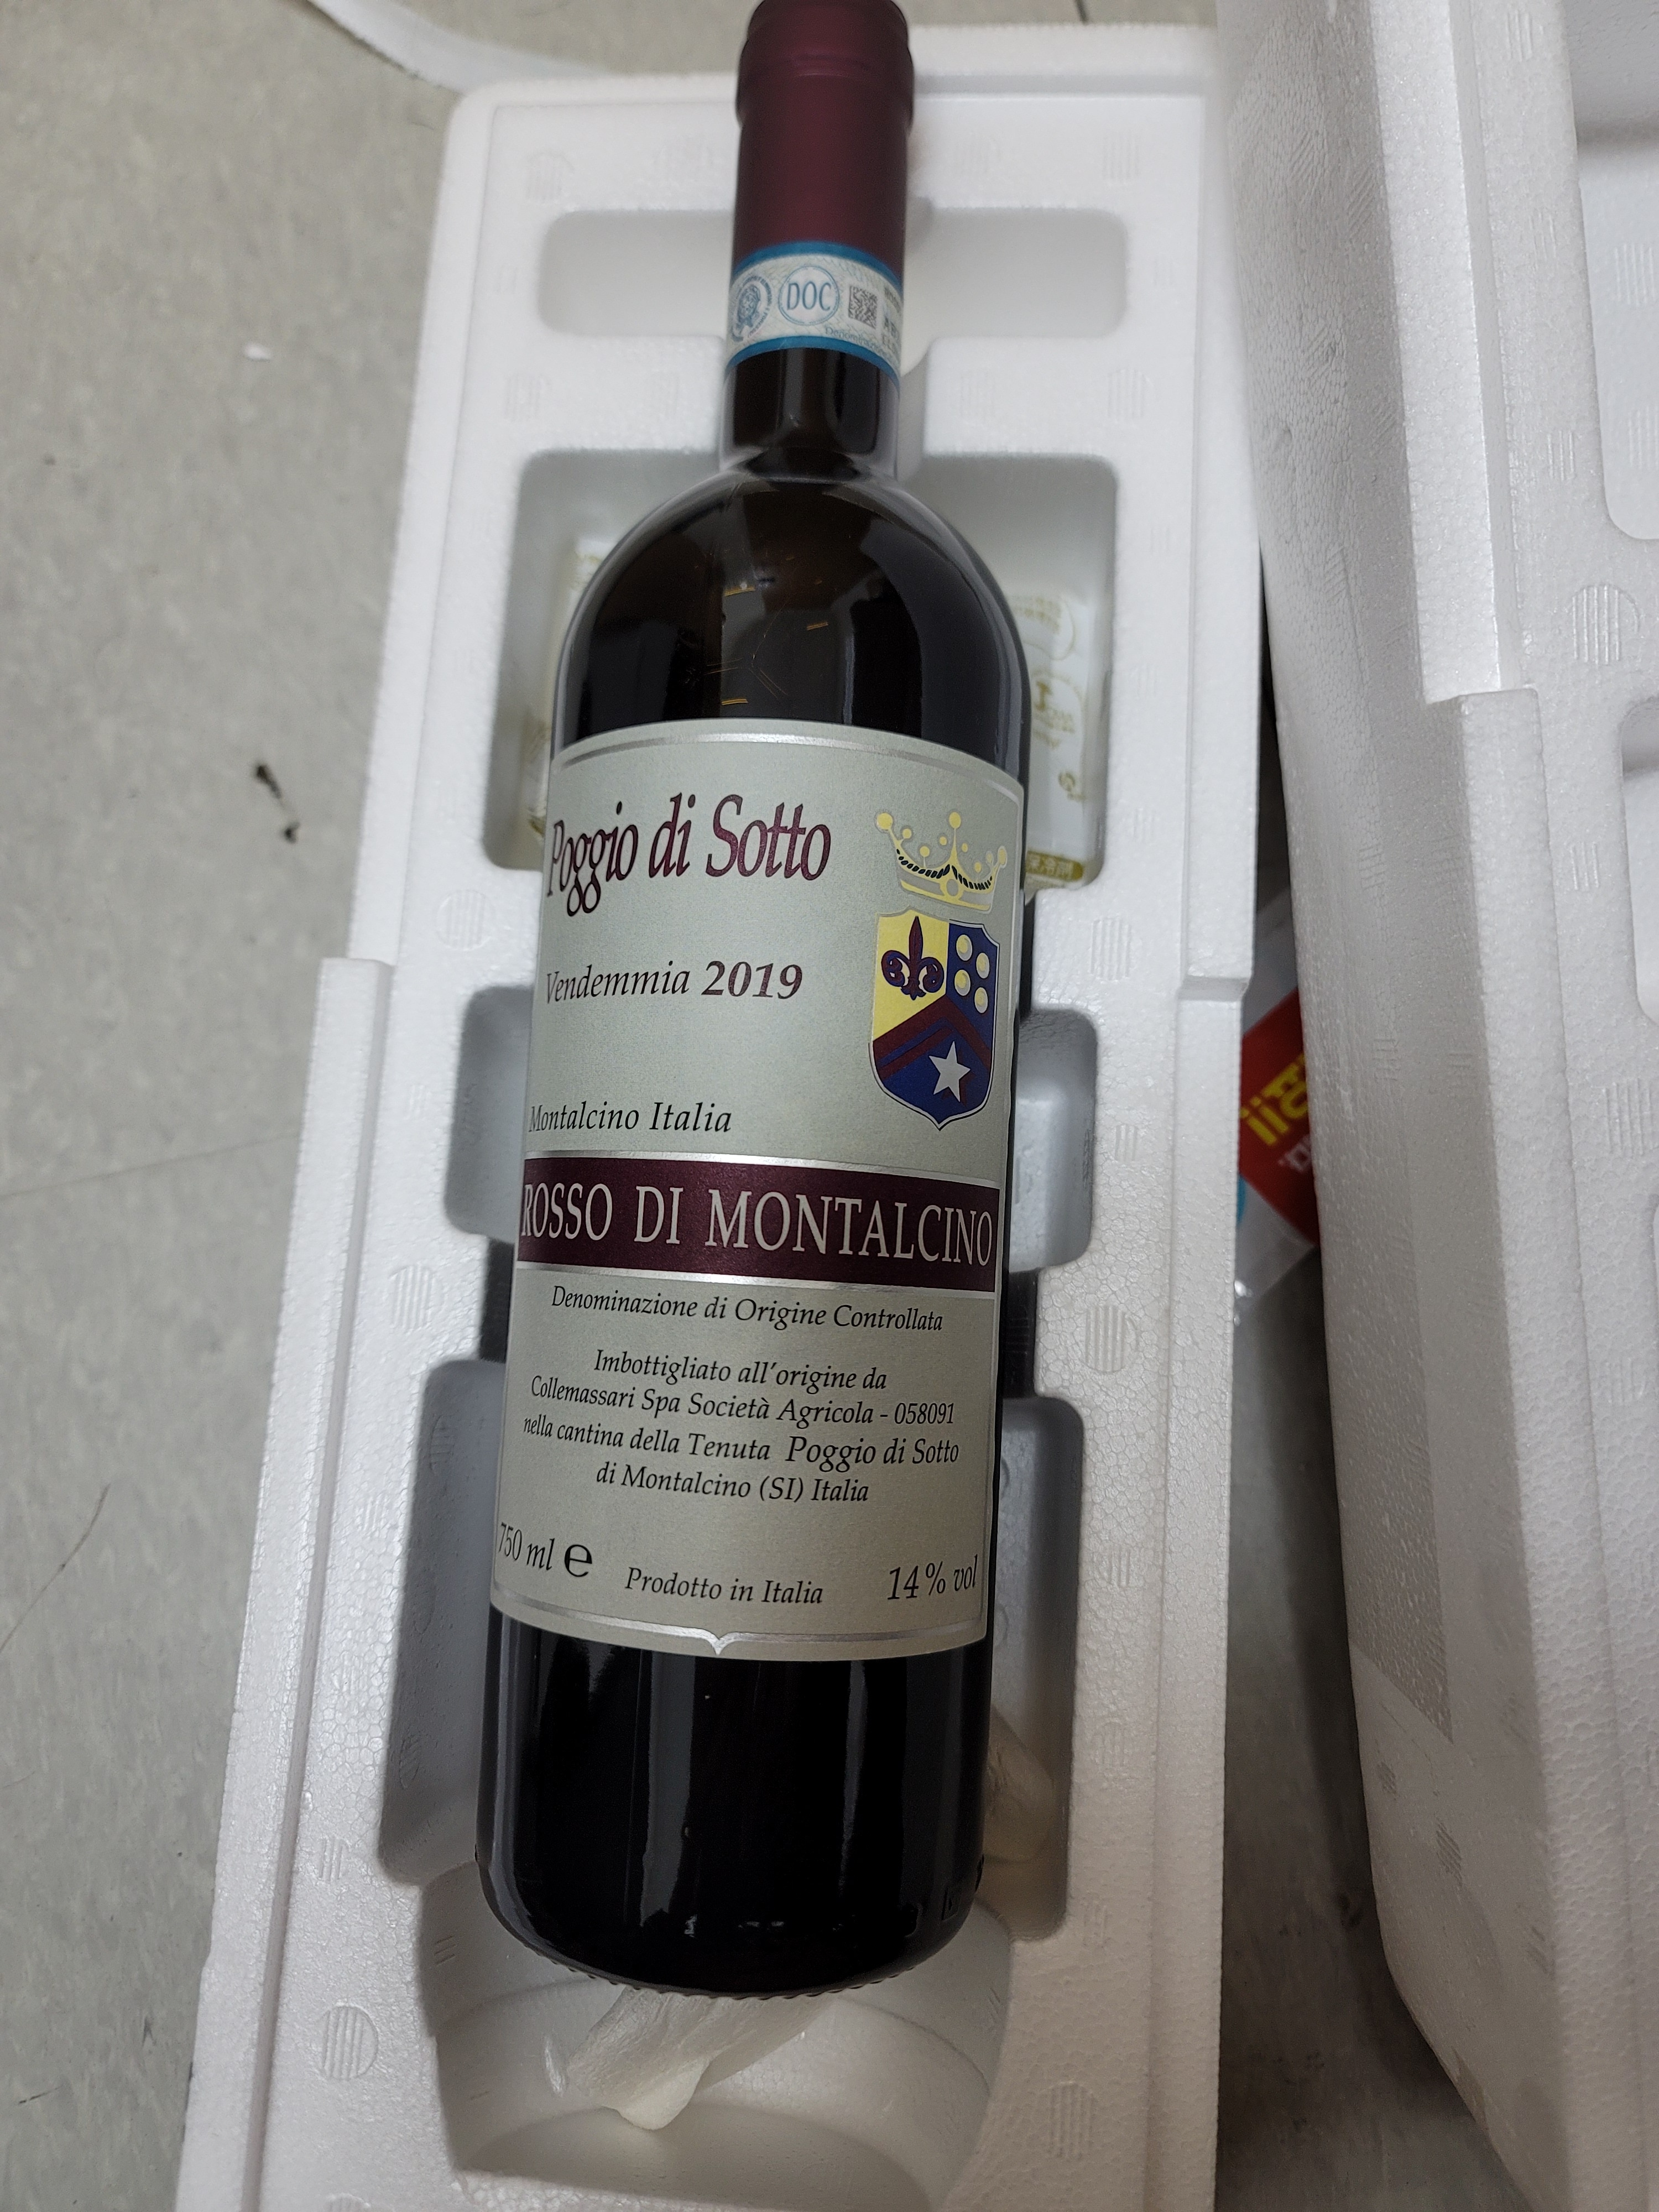 DOC
Poggio di Sotto
Vendemmia 2019
Montalcino Italia
ROSSO DI MONTALCINO
Denominazione di Origine Controllata
Imbottigliato all'origine da
Collemassari Spa Società Agricola - 058091
nella cantina della Tenuta Poggio di Sotto
di Montalcino (SI) Italia
750 ml e
Prodotto in Italia
14% vol